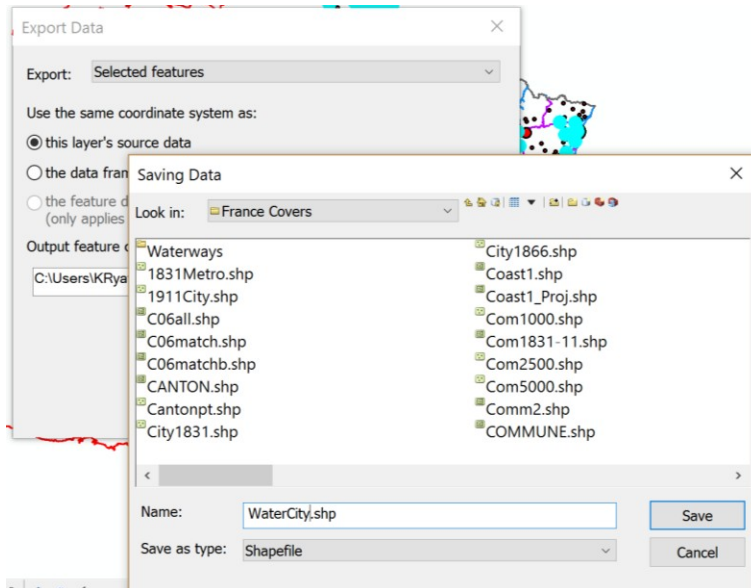 Export Data
Export: Selected features
Use the same coordinate system as:
this layer's source data
the data fran
the feature d
(only applies
Output feature c
C:\Users\KRya
Saving Data
Look in: France Covers
Waterways
1831Metro.shp
1911City.shp
C06all.shp
C06match.shp
C06matchb.shp
CANTON.shp
Cantonpt.shp
City1831.shp
City1866.shp
Coast1.shp
Coast1_Proj.shp
Com1000.shp
Com1831-11.shp
Com2500.shp
Com5000.shp
Comm2.shp
COMMUNE.shp
Name: WaterCity.shp
Save
Save as type: Shapefile
Cancel